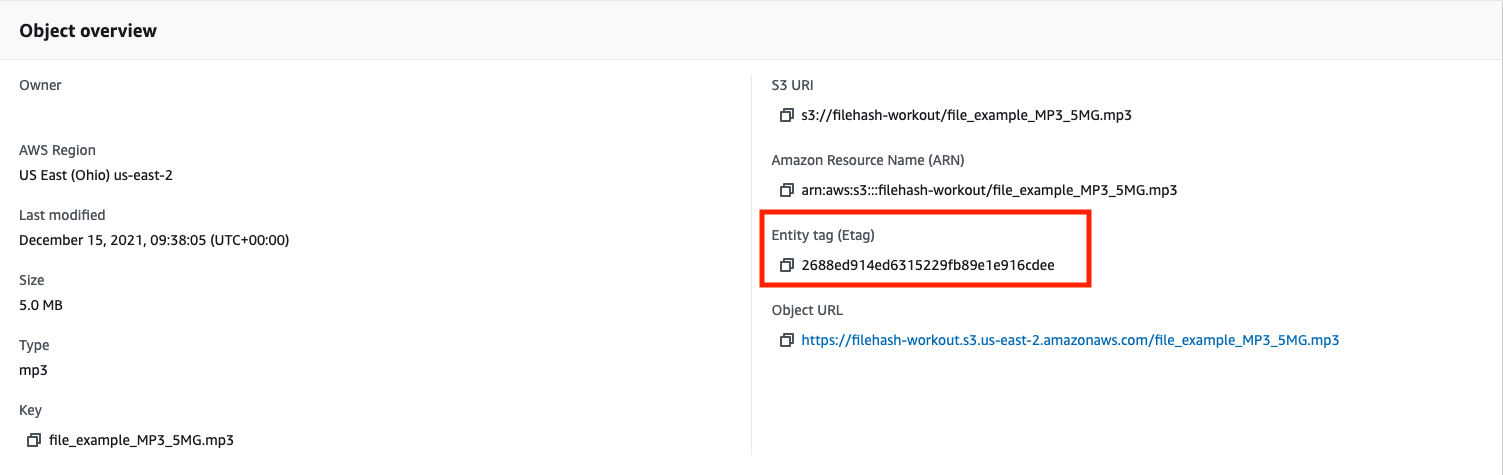 Object overview
Owner
AWS Region
US East (Ohio) us-east-2
Last modified
December 15, 2021, 09:38:05 (UTC+00:00)
Size
5.0 MB
Type
mp3
Key
file_example_MP3_5MG.mp3
S3 URI
s3://filehash-workout/file_example_MP3_5MG.mp3
Amazon Resource Name (ARN)
arn:aws:s3:::filehash-workout/file_example_MP3_5MG.mp3
Entity tag (Etag)
2688ed914ed6315229fb89e1e916cdee
Object URL
https://filehash-workout.s3.us-east-2.amazonaws.com/file_example_MP3_5MG.mp3